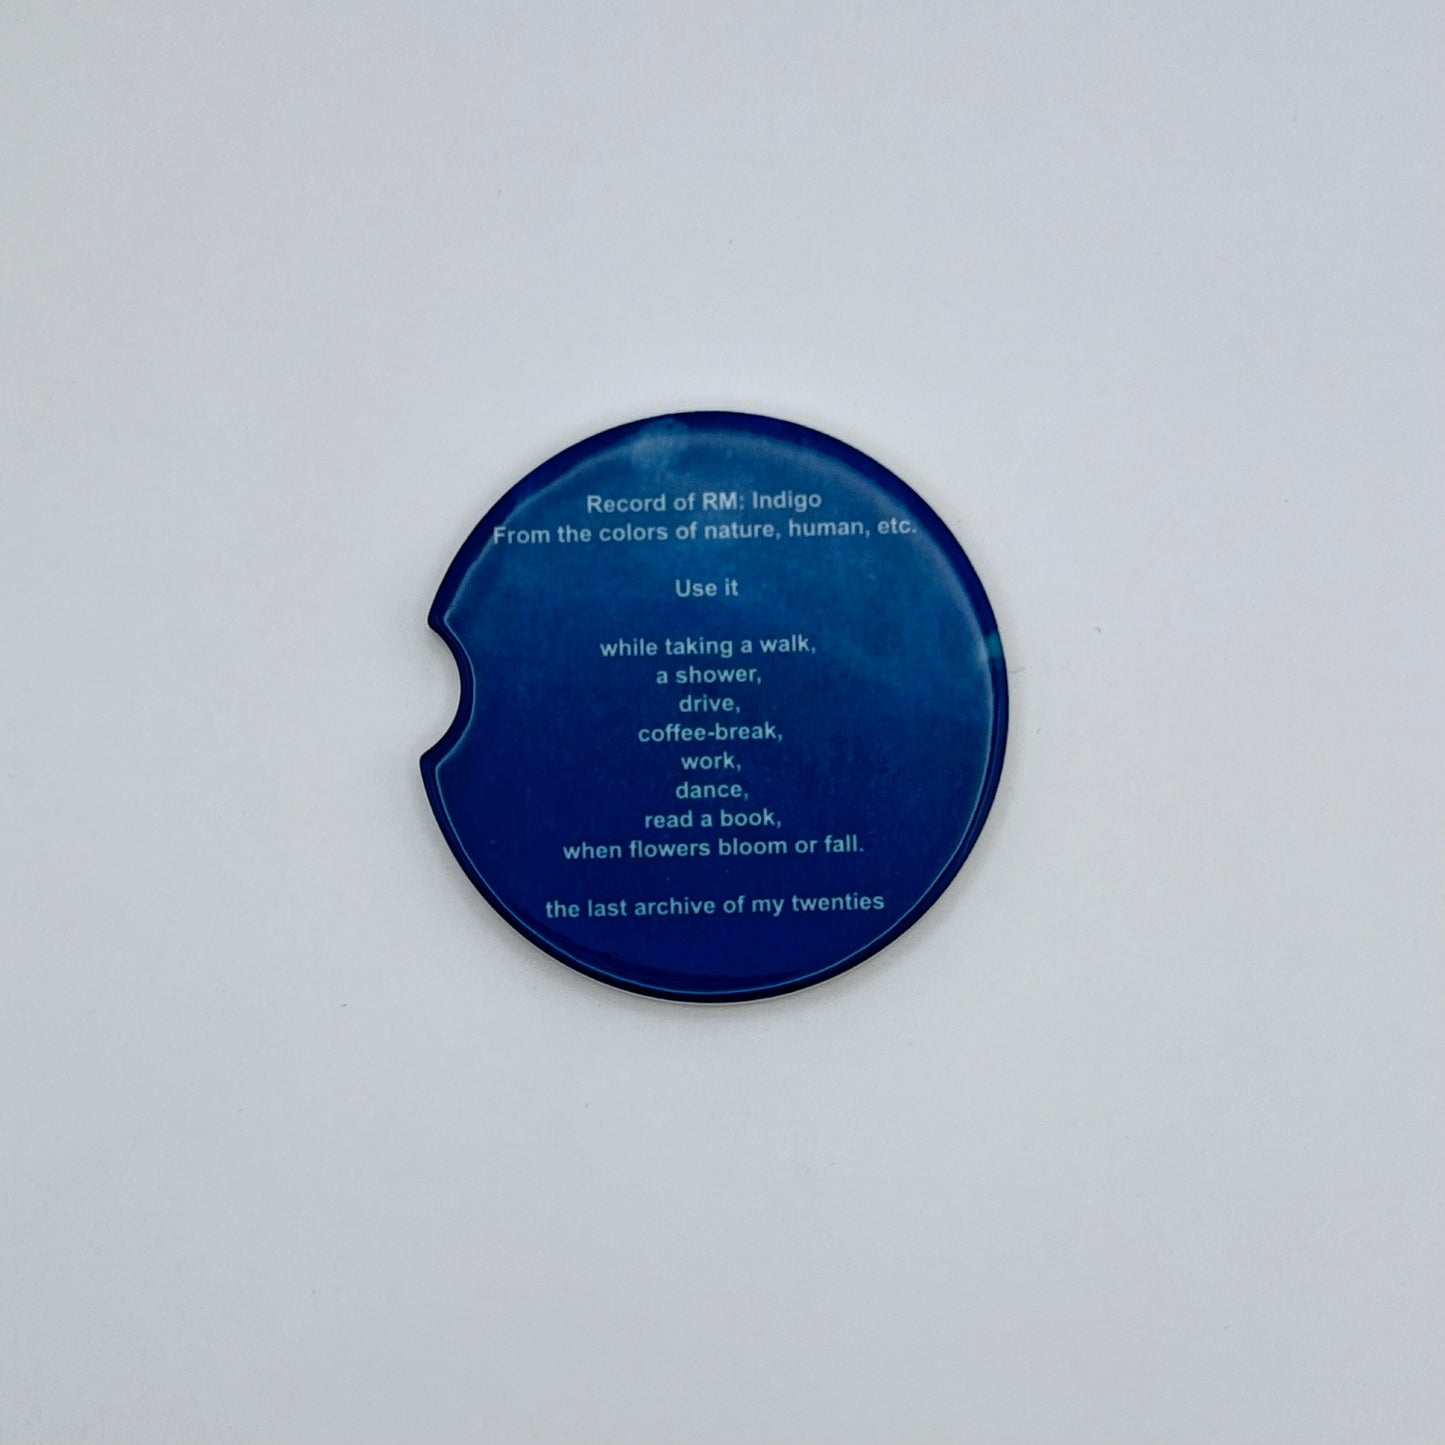 Record of RM: Indigo
From the colors of nature, human, etc.
Use it
while taking a walk,
a shower,
drive,
coffee-break,
work,
dance,
read a book,
when flowers bloom or fall.
the last archive of my twenties